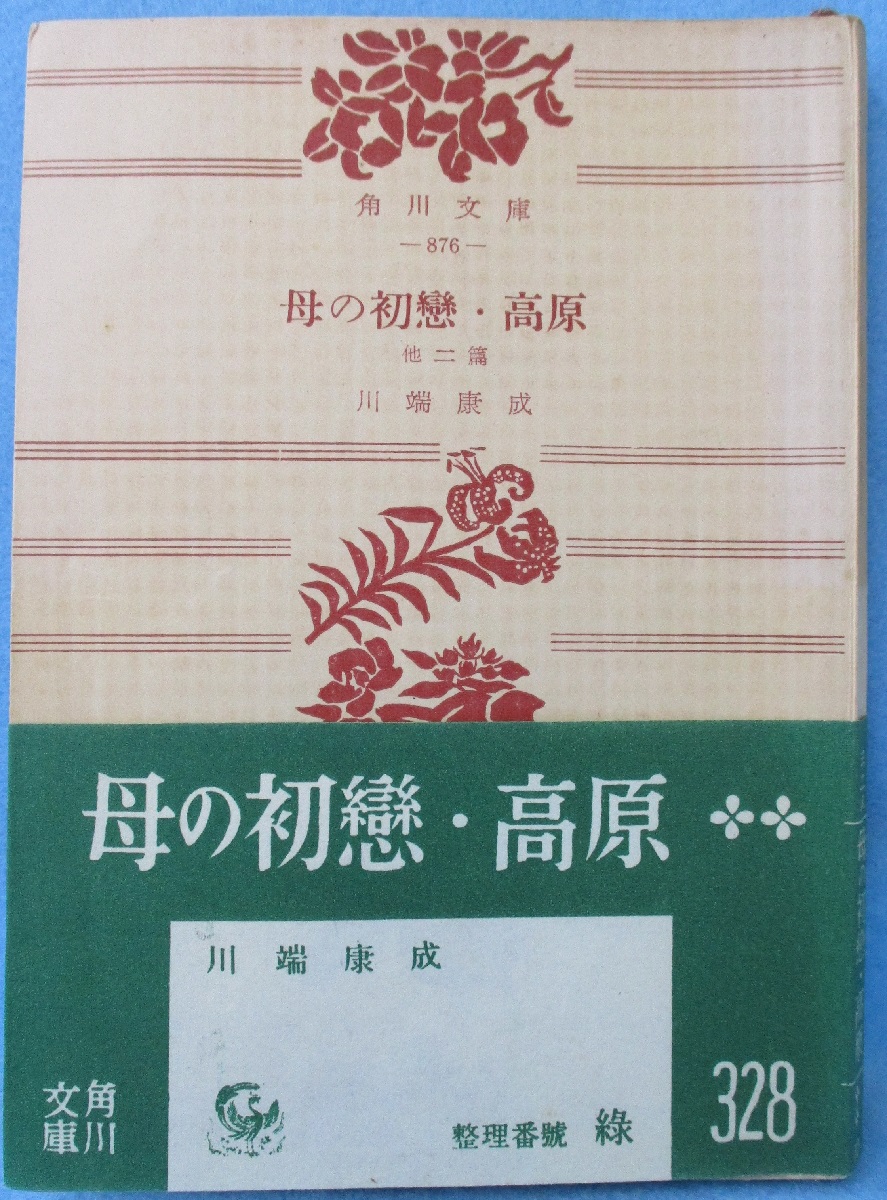 角川文庫
—876—
母の初戀・高原
他二篇
川端康成
母の初戀・高原
川端康成
角川
文庫
整理番號 綠
328